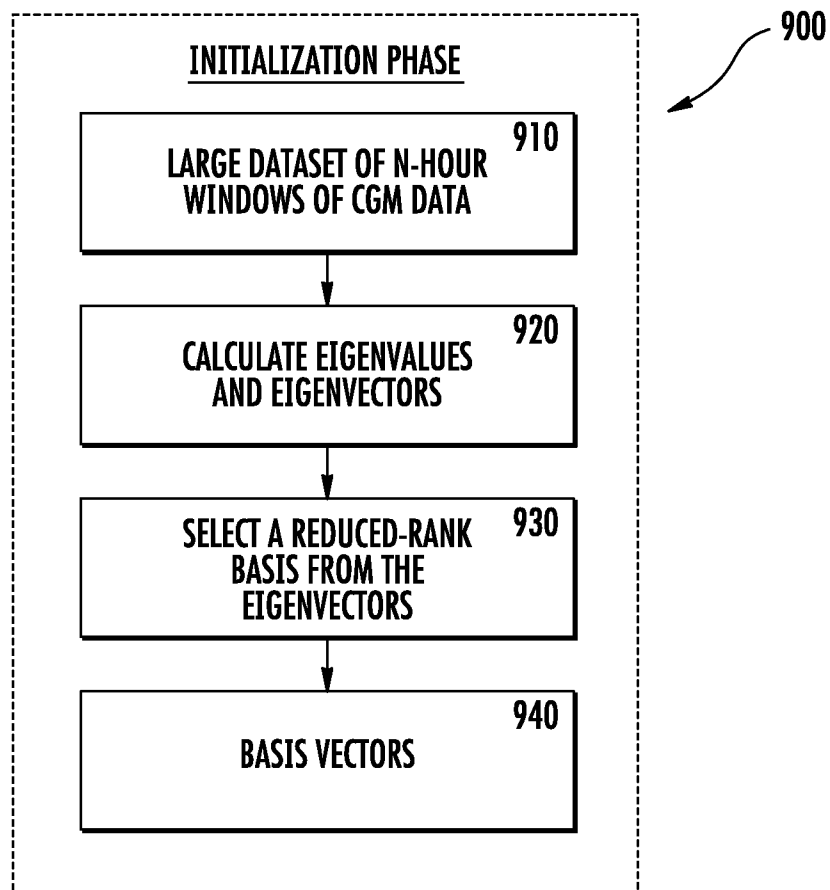 900
INITIALIZATION PHASE
910
LARGE DATASET OF N-HOUR
WINDOWS OF CGM DATA
920
CALCULATE EIGENVALUES
AND EIGENVECTORS
930
SELECT A REDUCED-RANK
BASIS FROM THE
EIGENVECTORS
940
BASIS VECTORS